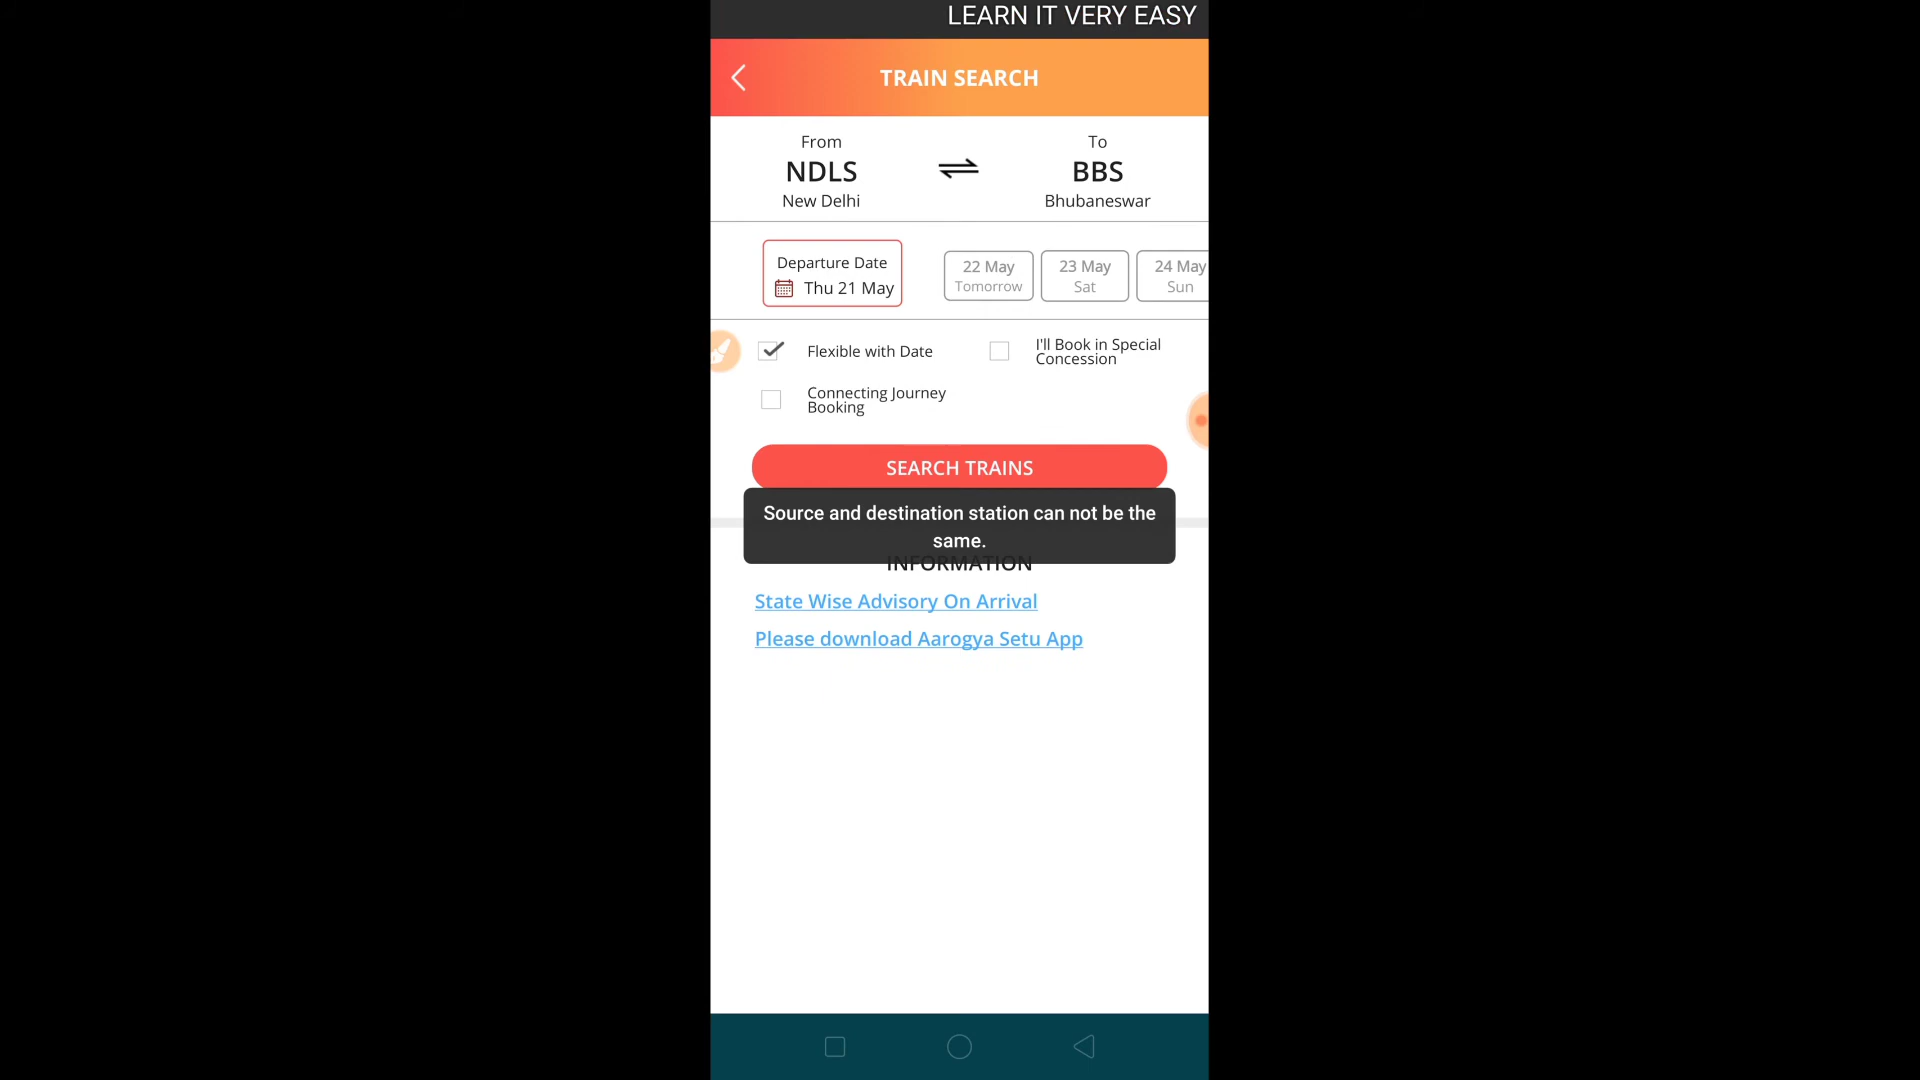 LEARN IT VERY EASY
TRAIN SEARCH
From
NDLS
New Delhi
To
BBS
Bhubaneswar
Departure Date
Thu 21 May
22 May
Tomorrow
23 May
Sat
24 May
Sun
Flexible with Date
I'll Book in Special
Concession
Connecting Journey
Booking
SEARCH TRAINS
Source and destination station can not be the
same.
INFORMATION
State Wise Advisory On Arrival
Please download Aarogya Setu App